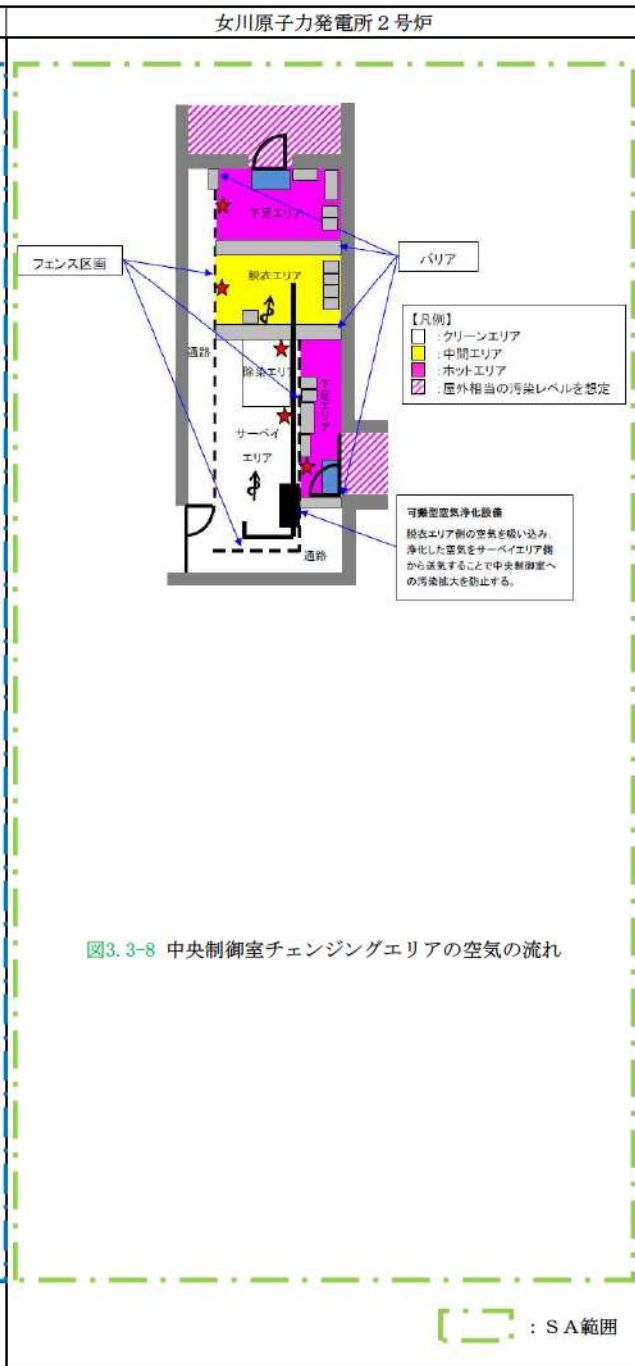 女川原子力発電所２号炉
下足エリア
フェンス区画
バリア
脱衣エリア
【凡例】
：クリーンエリア
：中間エリア
：ホットエリア
：屋外相当の汚染レベルを想定
通路
除染エリア
下足エリア
サーベイ
エリア
可搬型空気浄化設備
脱衣エリア側の空気を吸い込み、
浄化した空気をサーベイエリア側
から送気することで中央制御室へ
の汚染拡大を防止する。
通路
図3.3-8 中央制御室チェンジングエリアの空気の流れ
：ＳＡ範囲